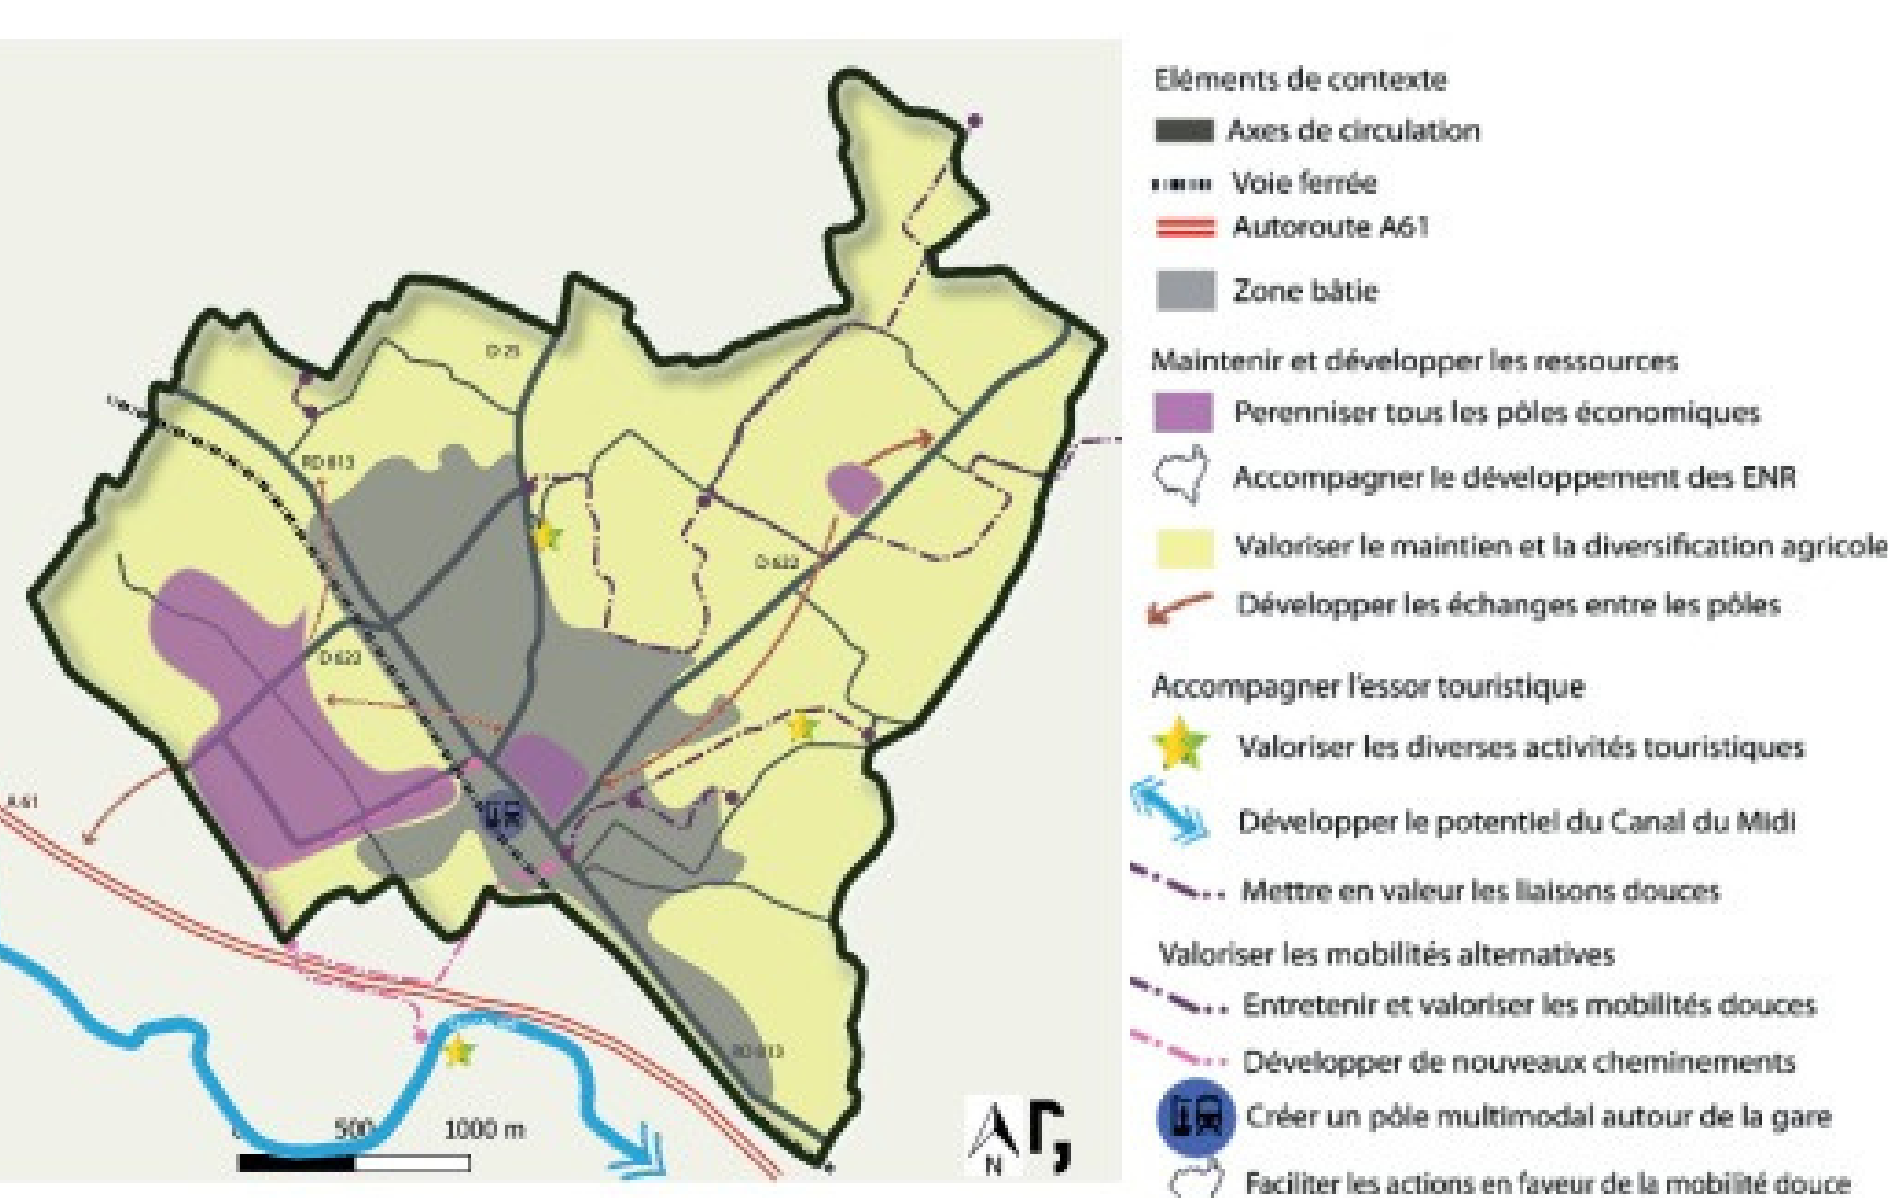 D 25
RD 813
D 622
D 622
A 61
RD 813
500
1000 m
N
Eléments de contexte
Axes de circulation
Voie ferrée
Autoroute A61
Zone bâtie
Maintenir et développer les ressources
Perenniser tous les pôles économiques
Accompagner le développement des ENR
Valoriser le maintien et la diversification agricole
Développer les échanges entre les pôles
Accompagner l'essor touristique
Valoriser les diverses activités touristiques
Développer le potentiel du Canal du Midi
Mettre en valeur les liaisons douces
Valoriser les mobilités alternatives
Entretenir et valoriser les mobilités douces
Développer de nouveaux cheminements
Créer un pôle multimodal autour de la gare
Faciliter les actions en faveur de la mobilité douce